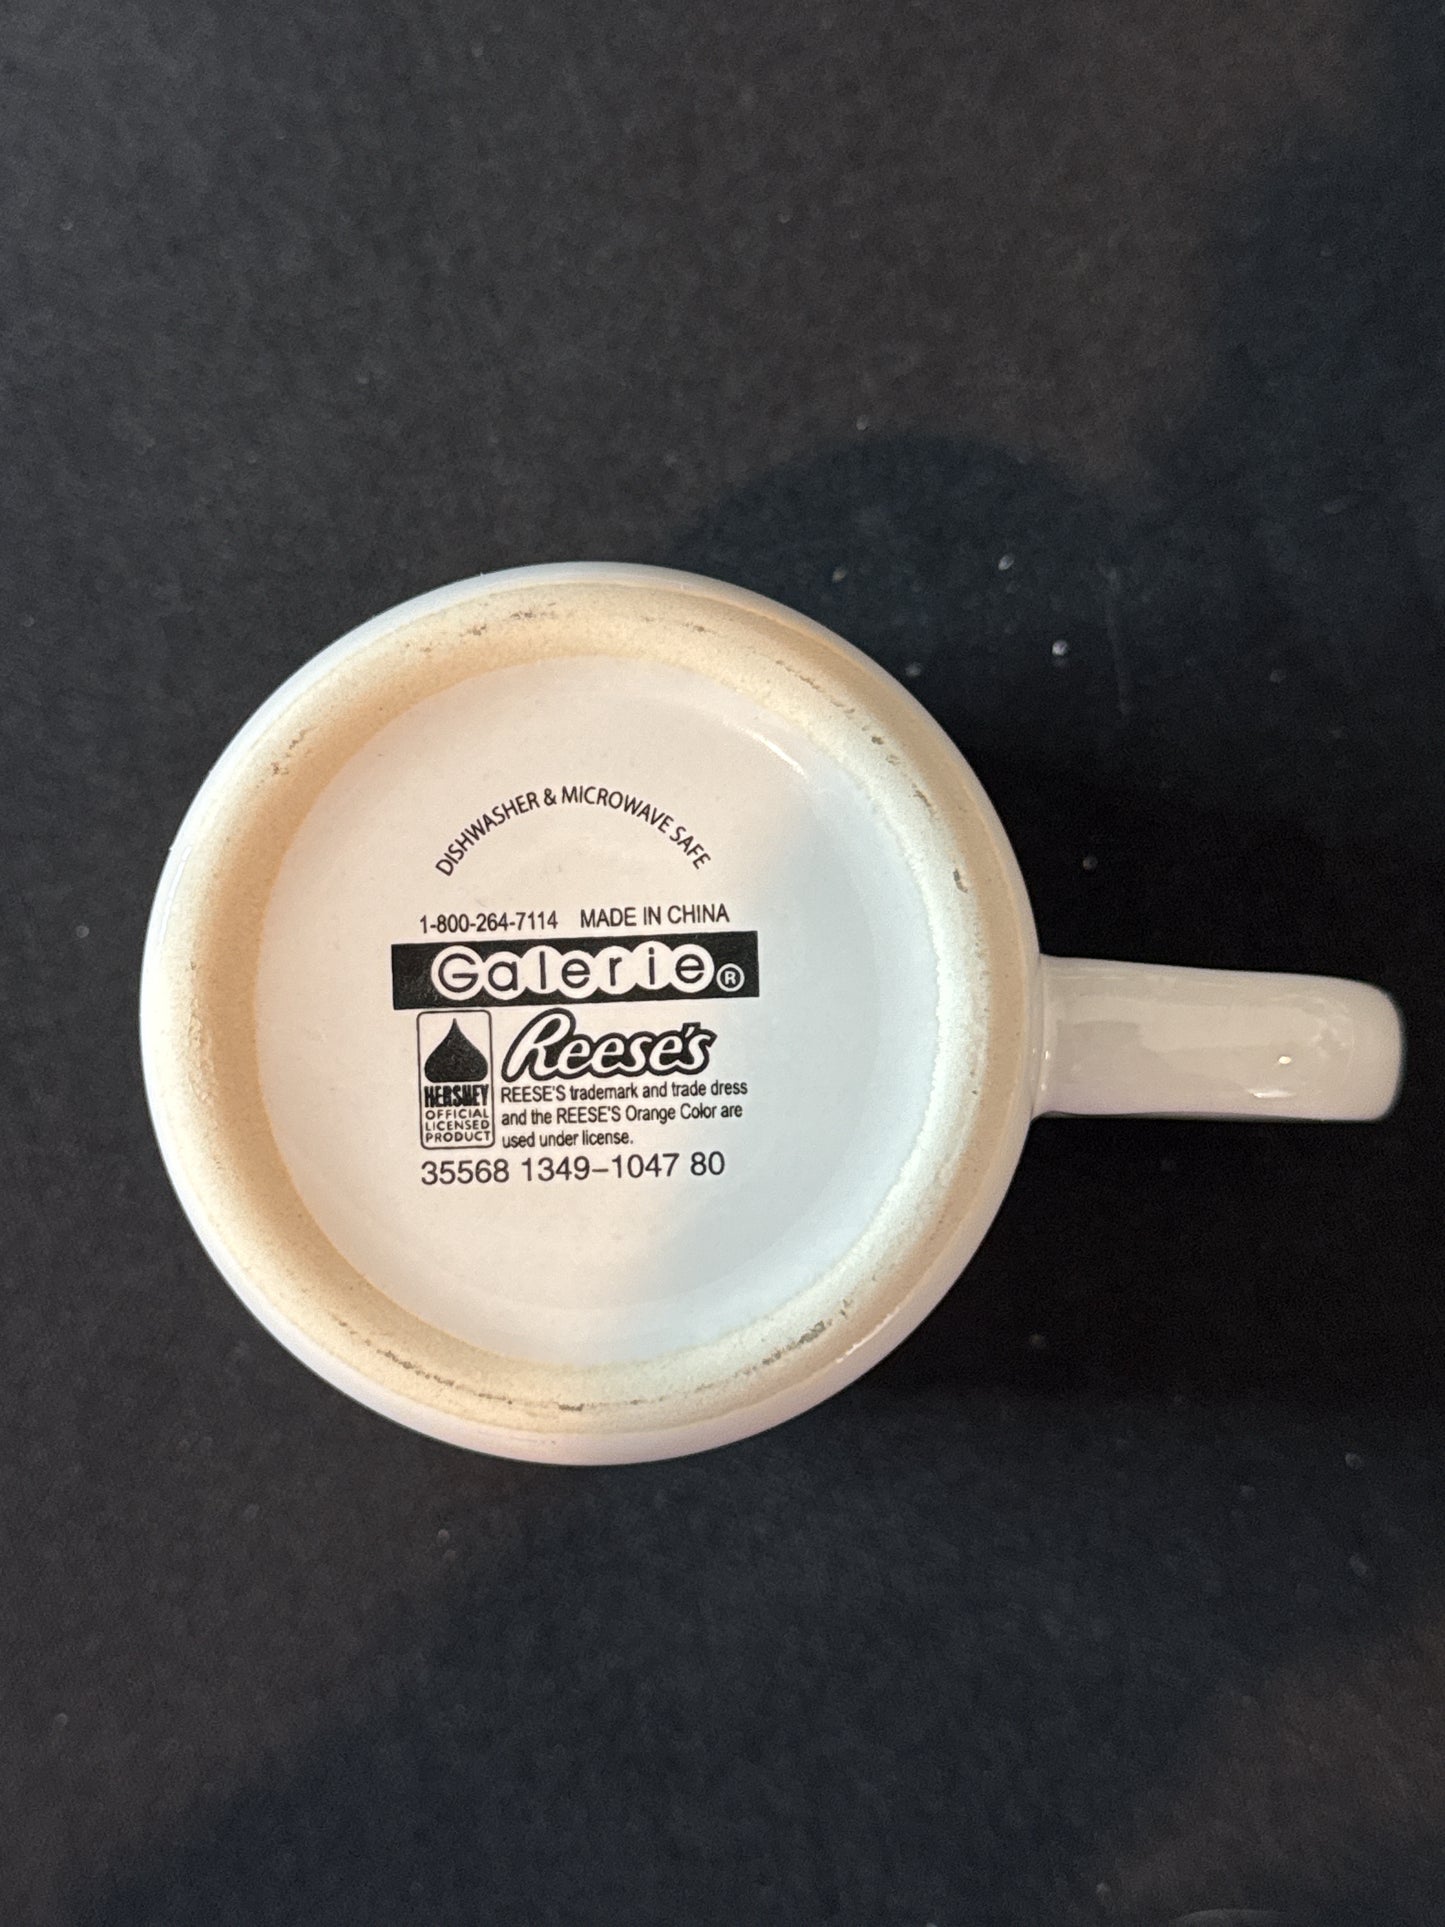 DISHWASHER & MICROWAVE SAFE
1-800-264-7114 MADE IN CHINA
Galerie®
Reese's
HERSHEY
OFFICIAL
LICENSED
PRODUCT
REESE'S trademark and trade dress
and the REESE'S Orange Color are
used under license.
35568 1349–1047 80